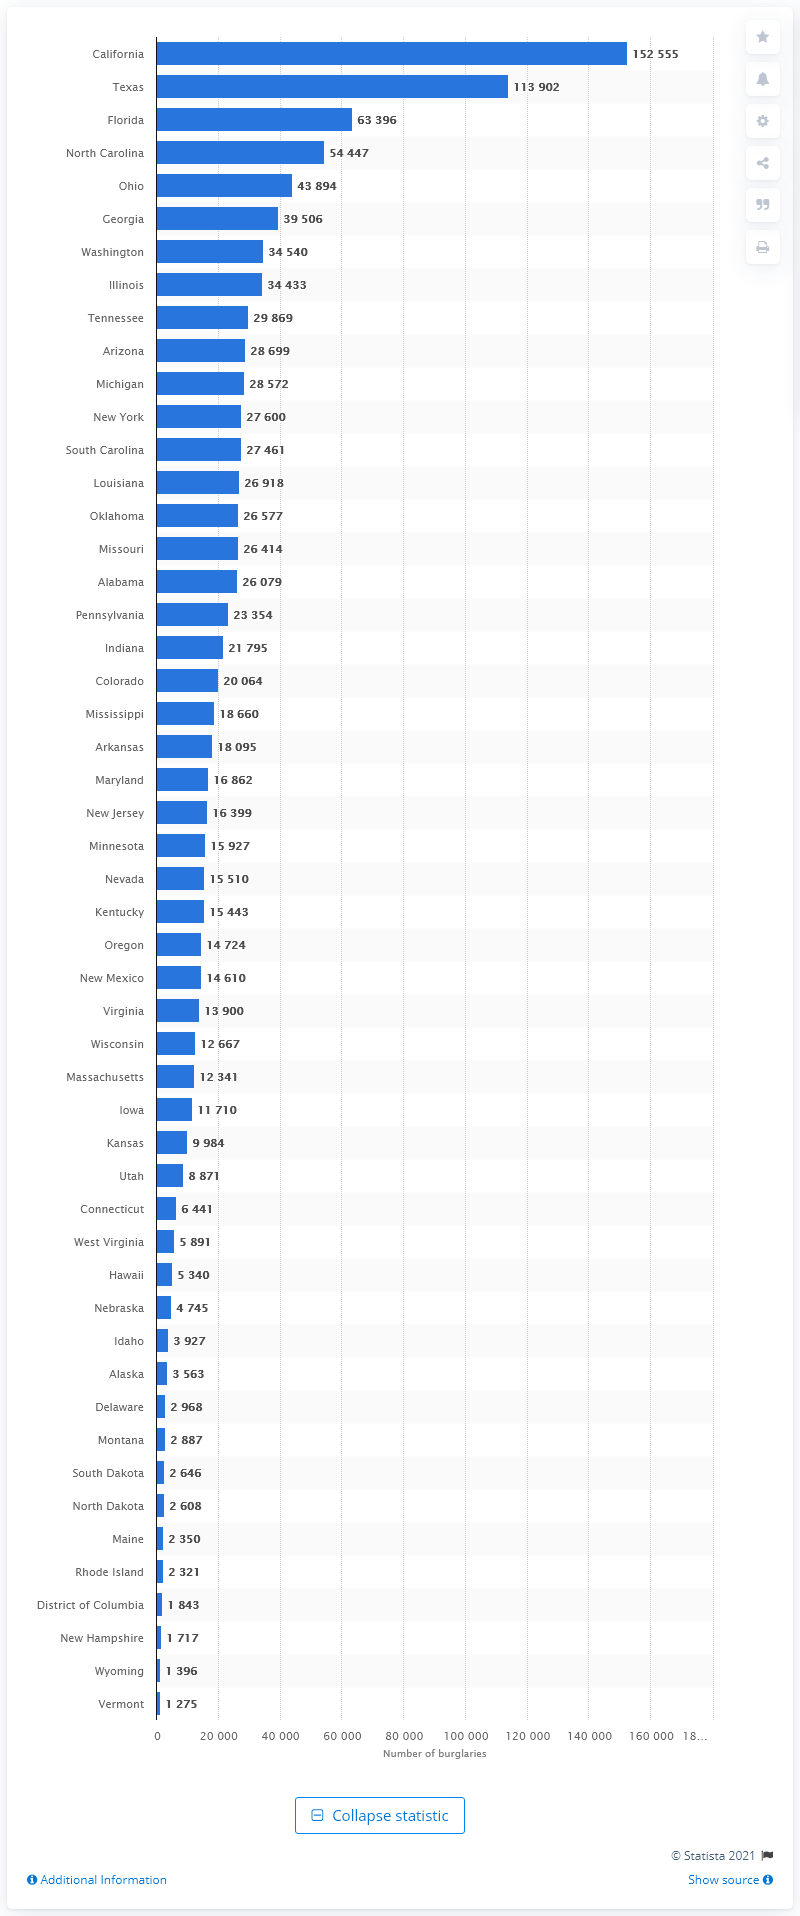 California 152 555
Texas 113 902
Florida 63 396
North Carolina 54 447
Ohio 43 894
Georgia 39 506
Washington 34 540
Illinois 34 433
Tennessee 29 869
Arizona 28 699
Michigan 28 572
New York 27 600
South Carolina 27 461
Louisiana 26 918
Oklahoma 26 577
Missouri 26 414
Alabama 26 079
Pennsylvania 23 354
Indiana 21 795
Colorado 20 064
Mississippi 18 660
Arkansas 18 095
Maryland 16 862
New Jersey 16 399
Minnesota 15 927
Nevada 15 510
Kentucky 15 443
Oregon 14 724
New Mexico 14 610
Virginia 13 900
Wisconsin 12 667
Massachusetts 12 341
Iowa 11 710
Kansas 9 984
Utah 8 871
Connecticut 6 441
West Virginia 5 891
Hawaii 5 340
Nebraska 4 745
Idaho 3 927
Alaska 3 563
Delaware 2 968
Montana 2 887
South Dakota 2 646
North Dakota 2 608
Maine 2 350
Rhode Island 2 321
District of Columbia 1 843
New Hampshire 1 717
Wyoming 1 396
Vermont 1 275
0 20 000 40 000 60 000 80 000 100 000 120 000 140 000 160 000 18...
Number of burglaries
Collapse statistic
© Statista 2021
Additional Information Show source